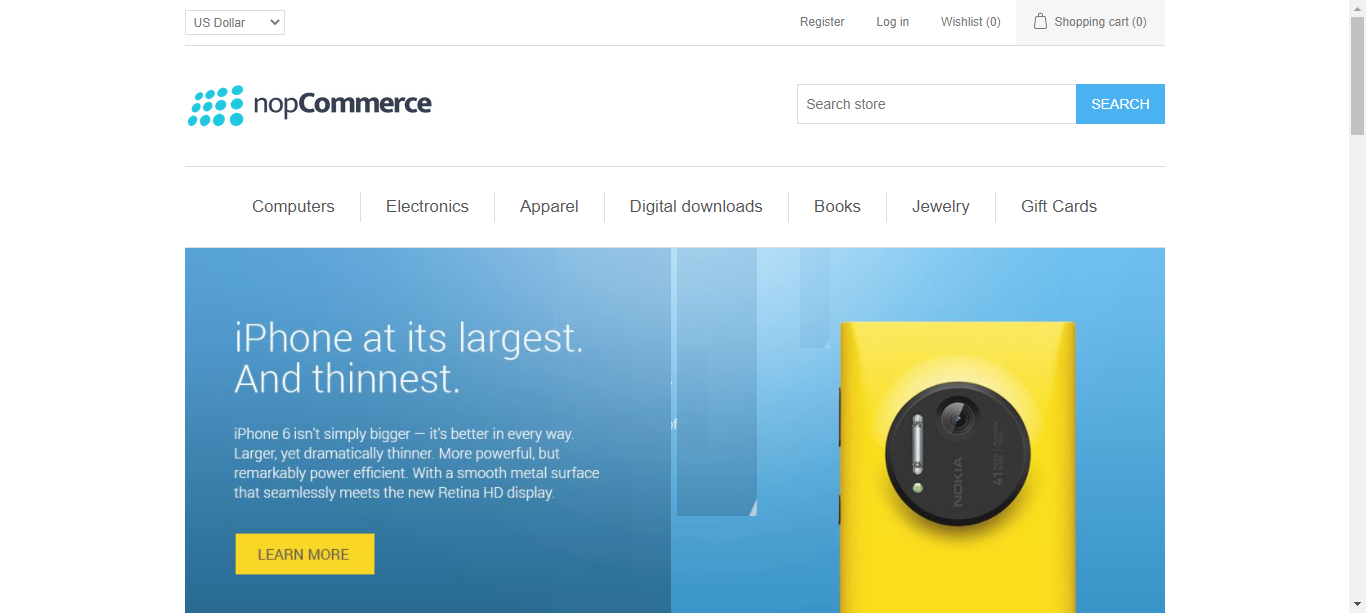 US Dollar
Register
Log in
Wishlist (0)
Shopping cart (0)
nopCommerce
Search store
SEARCH
Computers
Electronics
Apparel
Digital downloads
Books
Jewelry
Gift Cards
iPhone at its largest.
And thinnest.
iPhone 6 isn't simply bigger — it's better in every way.
Larger, yet dramatically thinner. More powerful, but
remarkably power efficient. With a smooth metal surface
that seamlessly meets the new Retina HD display.
LEARN MORE
of
NOKIA
41